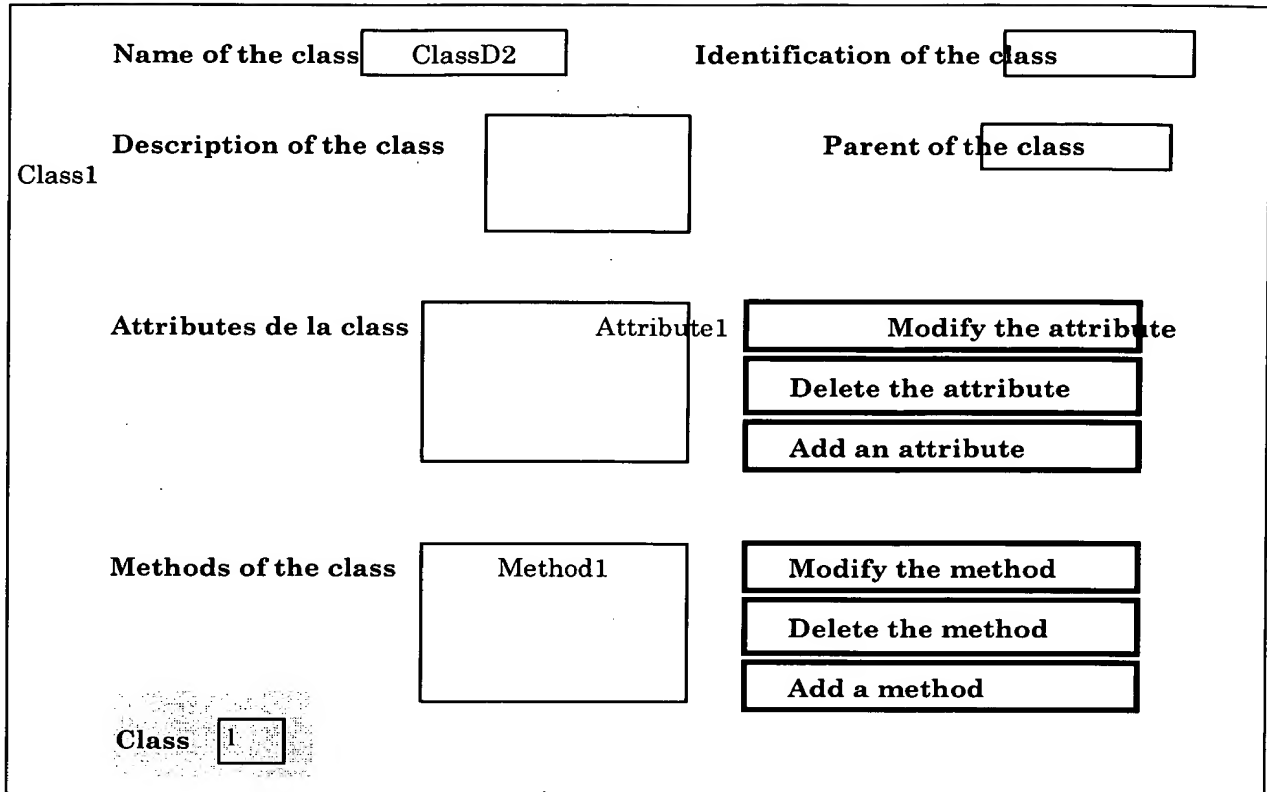 Name of the class ClassD2 Identification of the class
Description of the class Parent of the class
Class1
Attributes de la class Attribute1 Modify the attribute
Delete the attribute
Add an attribute
Methods of the class Method1 Modify the method
Delete the method
Add a method
Class 1